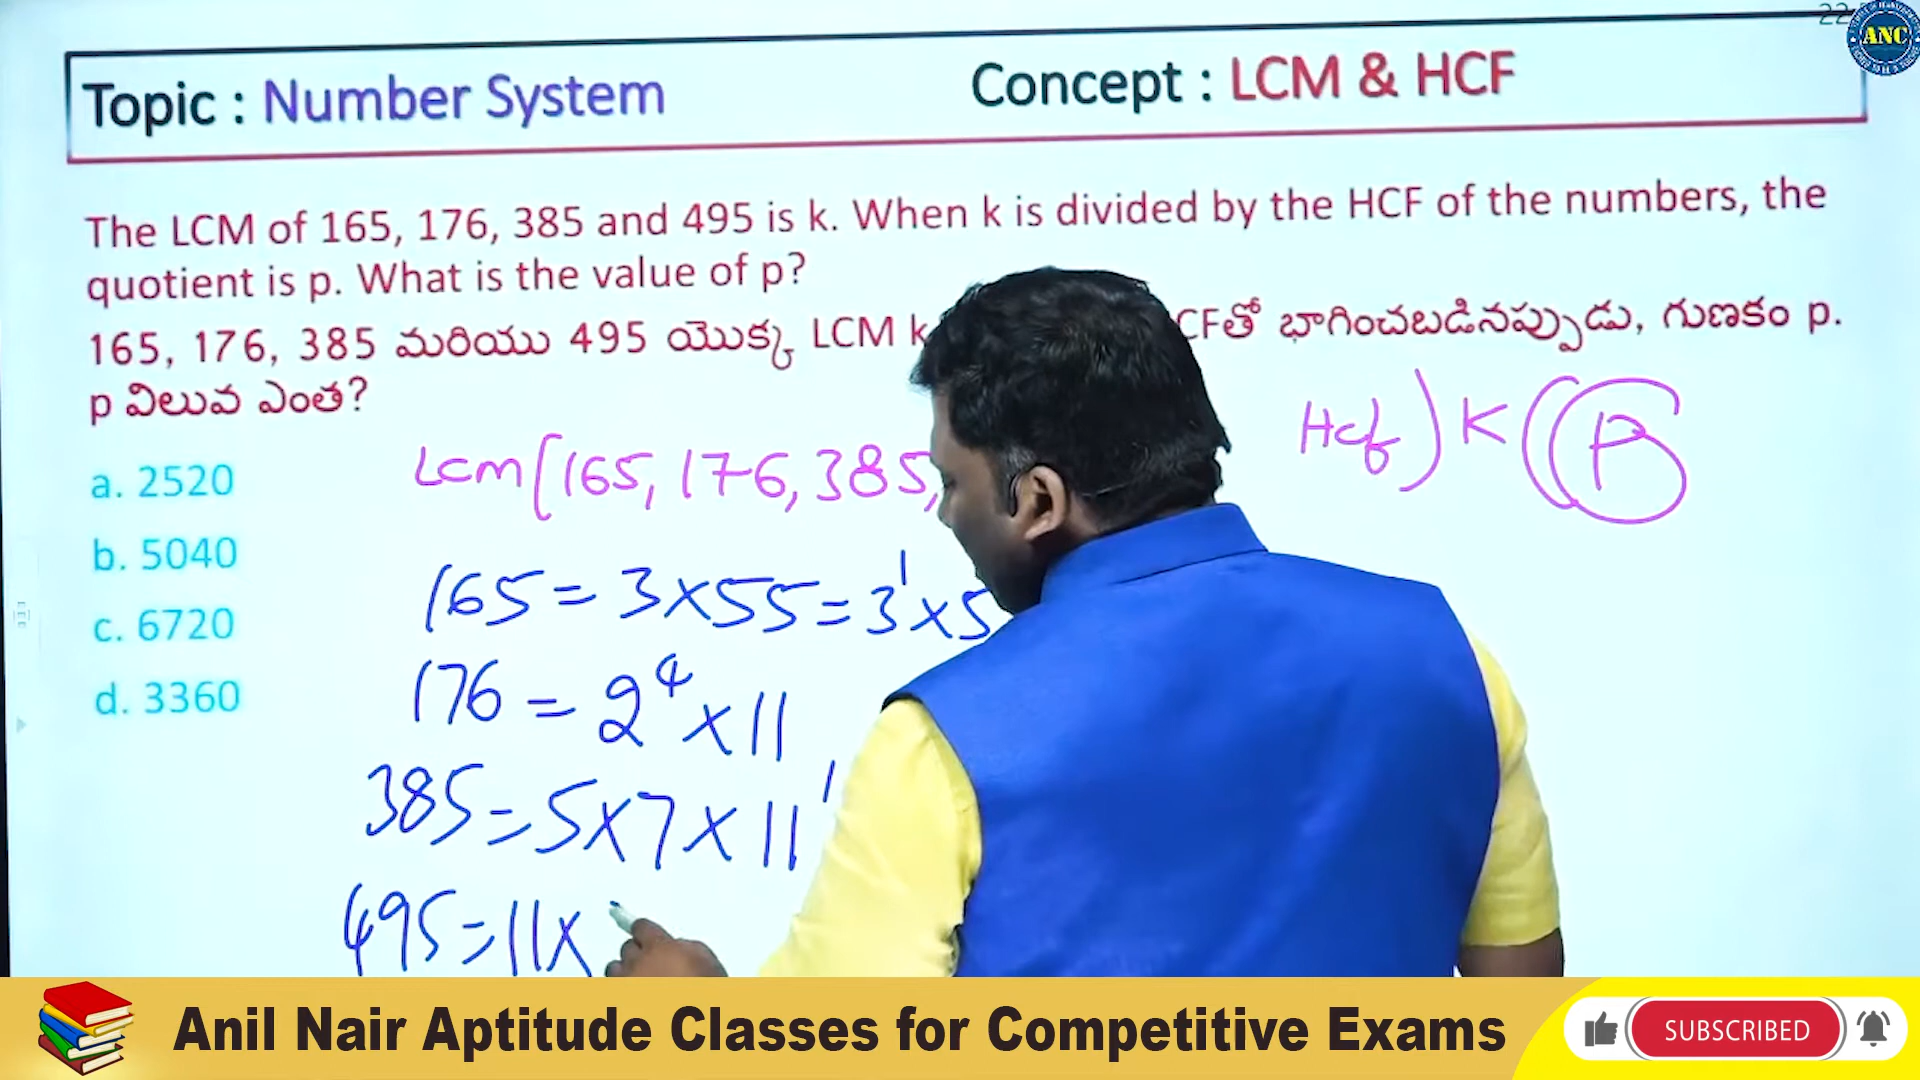 22
ANC
Topic : Number System
Concept : LCM & HCF
The LCM of 165, 176, 385 and 495 is k. When k is divided by the HCF of the numbers, the
quotient is p. What is the value of p?
165, 176, 385 మరియు 495 యొక్క LCM k CFతో భాగించబడినప్పుడు, గుణకం p.
p విలువ ఎంత?
Hcf ) K ( P
a. 2520
b. 5040
c. 6720
d. 3360
Lcm [165, 176, 385,
165 = 3 × 55 = 3¹ × 5
176 = 2⁴ × 11
385 = 5 × 7 × 11¹
495 = 11 ×
Anil Nair Aptitude Classes for Competitive Exams
SUBSCRIBED